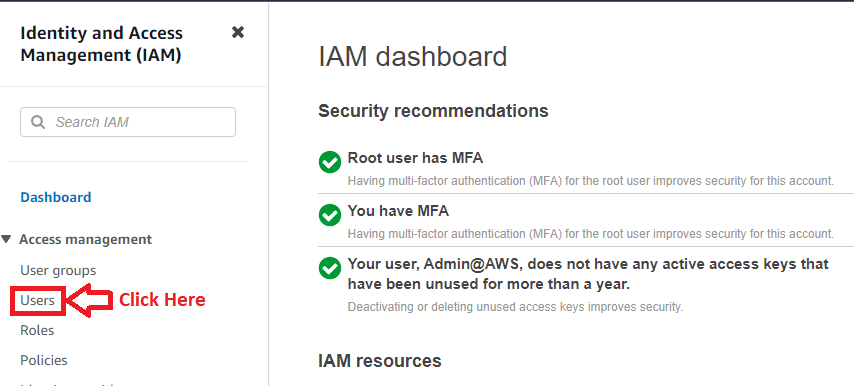 Identity and Access
Management (IAM)
Search IAM
Dashboard
Access management
User groups
Users
Click Here
Roles
Policies
IAM dashboard
Security recommendations
Root user has MFA
Having multi-factor authentication (MFA) for the root user improves security for this account.
You have MFA
Having multi-factor authentication (MFA) for the root user improves security for this account.
Your user, Admin@AWS, does not have any active access keys that
have been unused for more than a year.
Deactivating or deleting unused access keys improves security.
IAM resources